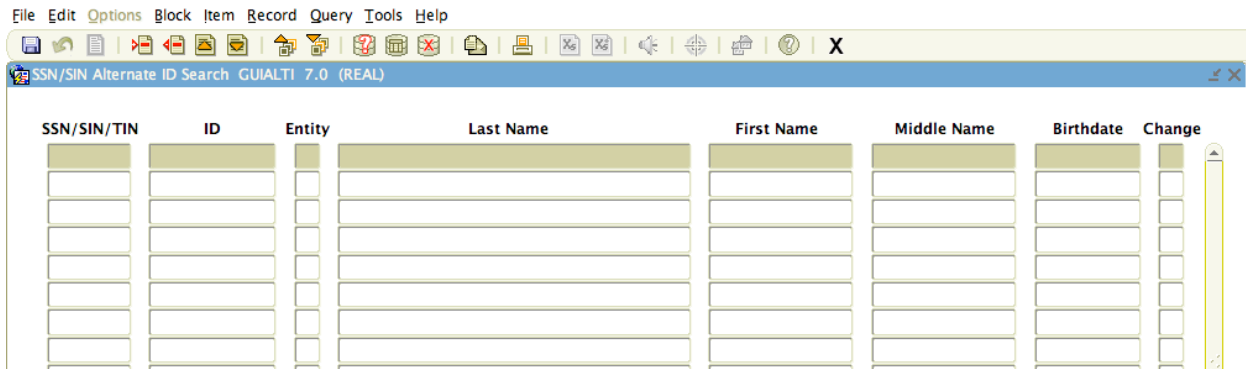 File Edit Options Block Item Record Query Tools Help
X
SSN/SIN Alternate ID Search GUIALTI 7.0 (REAL)
SSN/SIN/TIN ID Entity Last Name First Name Middle Name Birthdate Change